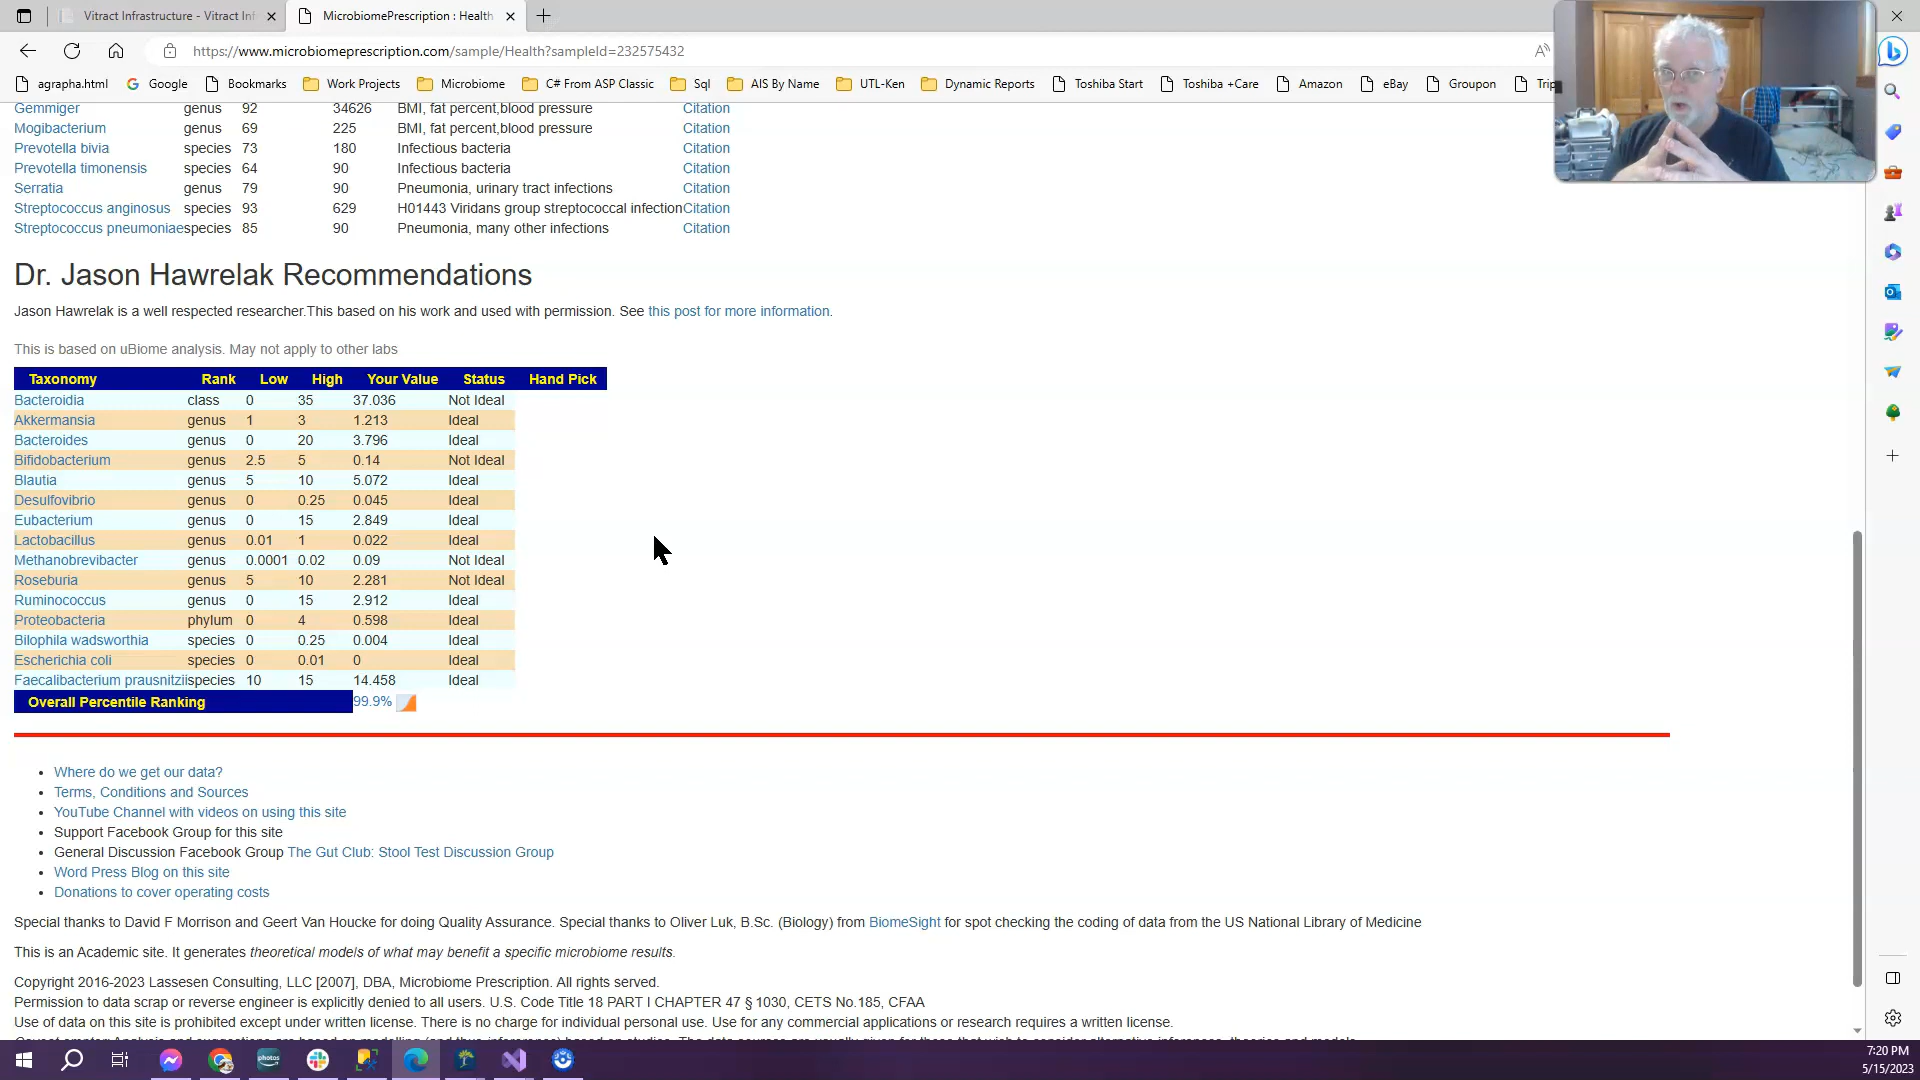 Vitract Infrastructure - Vitract Inf
MicrobiomePrescription : Health
https://www.microbiomeprescription.com/sample/Health?sampleId=232575432
agrapha.html
Google
Bookmarks
Work Projects
Microbiome
C# From ASP Classic
Sql
AIS By Name
UTL-Ken
Dynamic Reports
Toshiba Start
Toshiba +Care
Amazon
eBay
Groupon
Trip
Gemmiger genus 92 34626 BMI, fat percent,blood pressure Citation
Mogibacterium genus 69 225 BMI, fat percent,blood pressure Citation
Prevotella bivia species 73 180 Infectious bacteria Citation
Prevotella timonensis species 64 90 Infectious bacteria Citation
Serratia genus 79 90 Pneumonia, urinary tract infections Citation
Streptococcus anginosus species 93 629 H01443 Viridans group streptococcal infection Citation
Streptococcus pneumoniae species 85 90 Pneumonia, many other infections Citation
Dr. Jason Hawrelak Recommendations
Jason Hawrelak is a well respected researcher.This based on his work and used with permission. See this post for more information.
This is based on uBiome analysis. May not apply to other labs
Taxonomy Rank Low High Your Value Status Hand Pick
Bacteroidia class 0 35 37.036 Not Ideal
Akkermansia genus 1 3 1.213 Ideal
Bacteroides genus 0 20 3.796 Ideal
Bifidobacterium genus 2.5 5 0.14 Not Ideal
Blautia genus 5 10 5.072 Ideal
Desulfovibrio genus 0 0.25 0.045 Ideal
Eubacterium genus 0 15 2.849 Ideal
Lactobacillus genus 0.01 1 0.022 Ideal
Methanobrevibacter genus 0.0001 0.02 0.09 Not Ideal
Roseburia genus 5 10 2.281 Not Ideal
Ruminococcus genus 0 15 2.912 Ideal
Proteobacteria phylum 0 4 0.598 Ideal
Bilophila wadsworthia species 0 0.25 0.004 Ideal
Escherichia coli species 0 0.01 0 Ideal
Faecalibacterium prausnitzii species 10 15 14.458 Ideal
Overall Percentile Ranking 99.9%
• Where do we get our data?
• Terms, Conditions and Sources
• YouTube Channel with videos on using this site
• Support Facebook Group for this site
• General Discussion Facebook Group The Gut Club: Stool Test Discussion Group
• Word Press Blog on this site
• Donations to cover operating costs
Special thanks to David F Morrison and Geert Van Houcke for doing Quality Assurance. Special thanks to Oliver Luk, B.Sc. (Biology) from BiomeSight for spot checking the coding of data from the US National Library of Medicine
This is an Academic site. It generates theoretical models of what may benefit a specific microbiome results.
Copyright 2016-2023 Lassesen Consulting, LLC [2007], DBA, Microbiome Prescription. All rights served.
Permission to data scrap or reverse engineer is explicitly denied to all users. U.S. Code Title 18 PART I CHAPTER 47 § 1030, CETS No.185, CFAA
Use of data on this site is prohibited except under written license. There is no charge for individual personal use. Use for any commercial applications or research requires a written license.
photos
7:20 PM
5/15/2023